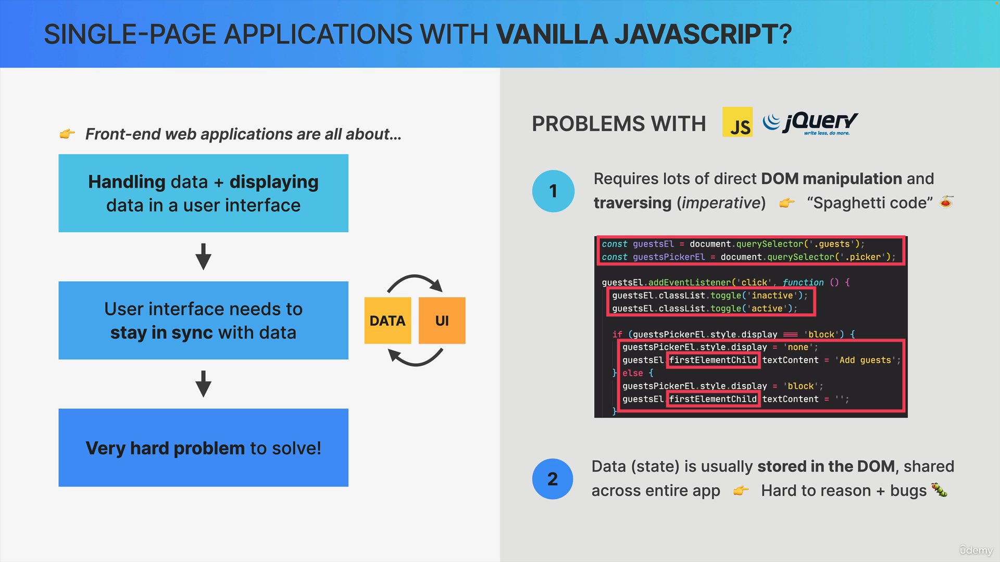 SINGLE-PAGE APPLICATIONS WITH VANILLA JAVASCRIPT?
👉 Front-end web applications are all about...
Handling data + displaying
data in a user interface
User interface needs to
stay in sync with data
DATA
UI
Very hard problem to solve!
PROBLEMS WITH JS jQuery
write less, do more.
1
Requires lots of direct DOM manipulation and
traversing (imperative) 👉 “Spaghetti code” 🍝
const guestsEl = document.querySelector('.guests');
const guestsPickerEl = document.querySelector('.picker');
guestsEl.addEventListener('click', function () {
guestsEl.classList.toggle('inactive');
guestsEl.classList.toggle('active');
if (guestsPickerEl.style.display === 'block') {
guestsPickerEl.style.display = 'none';
guestsEl.firstElementChild.textContent = 'Add guests';
} else {
guestsPickerEl.style.display = 'block';
guestsEl.firstElementChild.textContent = '';
}
2
Data (state) is usually stored in the DOM, shared
across entire app 👉 Hard to reason + bugs 🐛
ûdemy